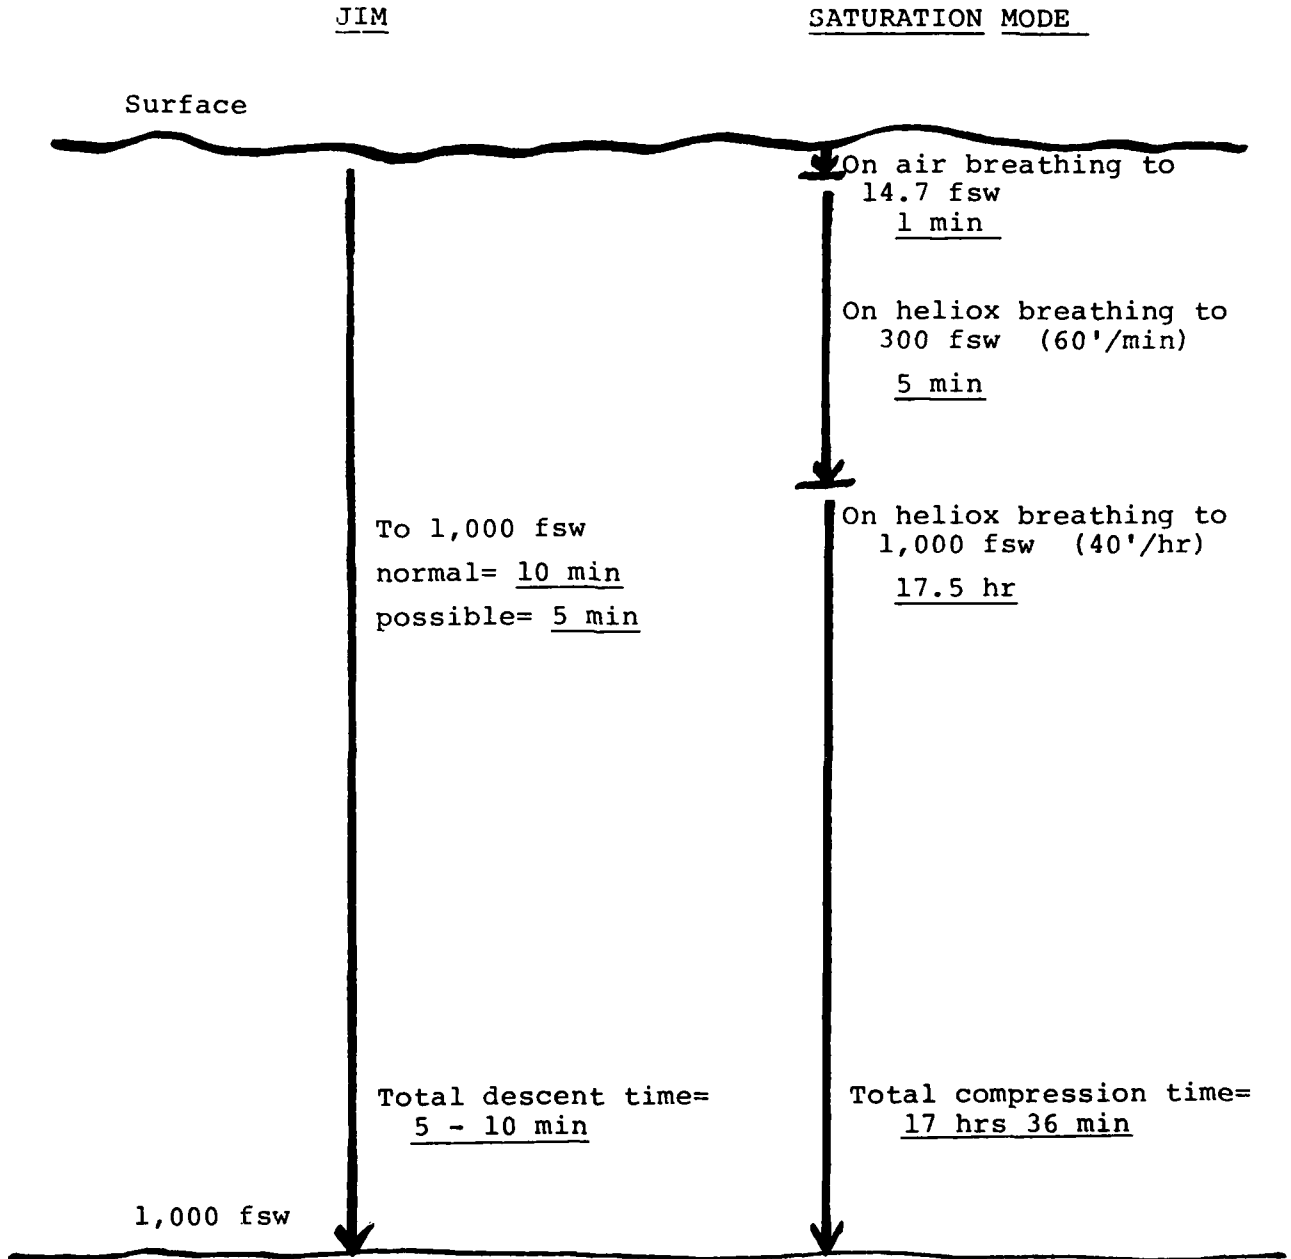 JIM
SATURATION MODE
Surface
On air breathing to
14.7 fsw
1 min
On heliox breathing to
300 fsw (60'/min)
5 min
To 1,000 fsw
normal= 10 min
possible= 5 min
On heliox breathing to
1,000 fsw (40'/hr)
17.5 hr
Total descent time=
5 - 10 min
Total compression time=
17 hrs 36 min
1,000 fsw